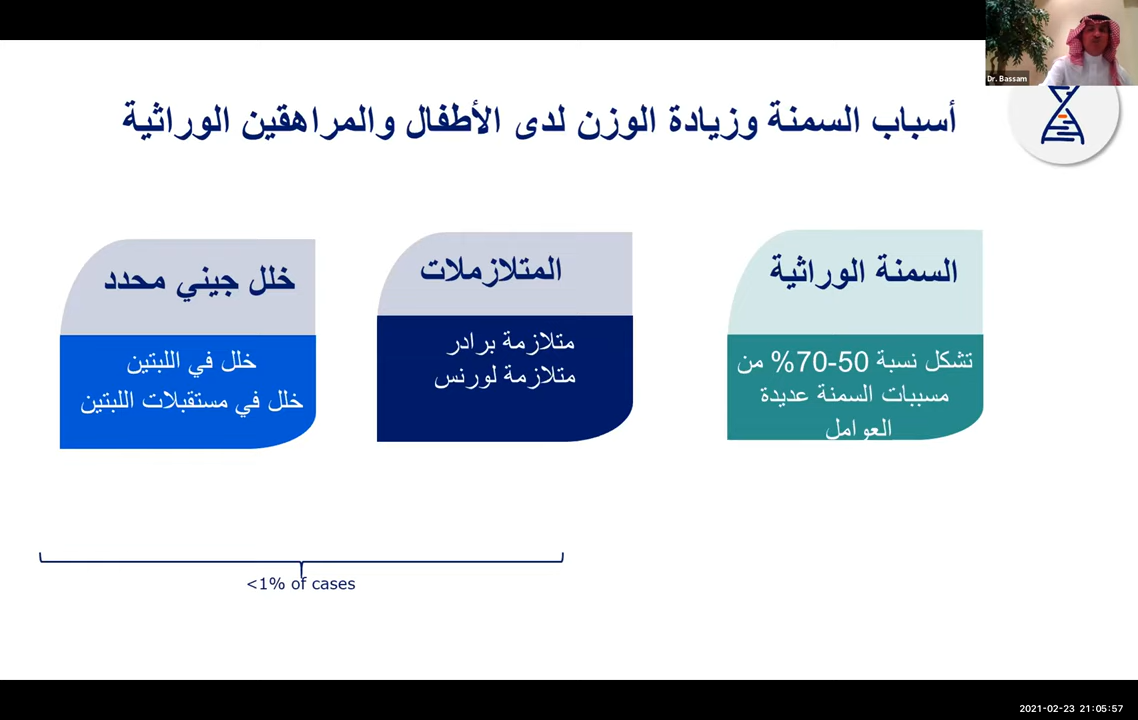 Dr. Bassam
أسباب السمنة وزيادة الوزن لدى الأطفال والمراهقين الوراثية
السمنة الوراثية
تشكل نسبة 50-70% من
مسببات السمنة عديدة
العوامل
المتلازملات
متلازمة برادر
متلازمة لورنس
خلل جيني محدد
خلل في اللبتين
خلل في مستقبلات اللبتين
<1% of cases
2021-02-23 21:05:57